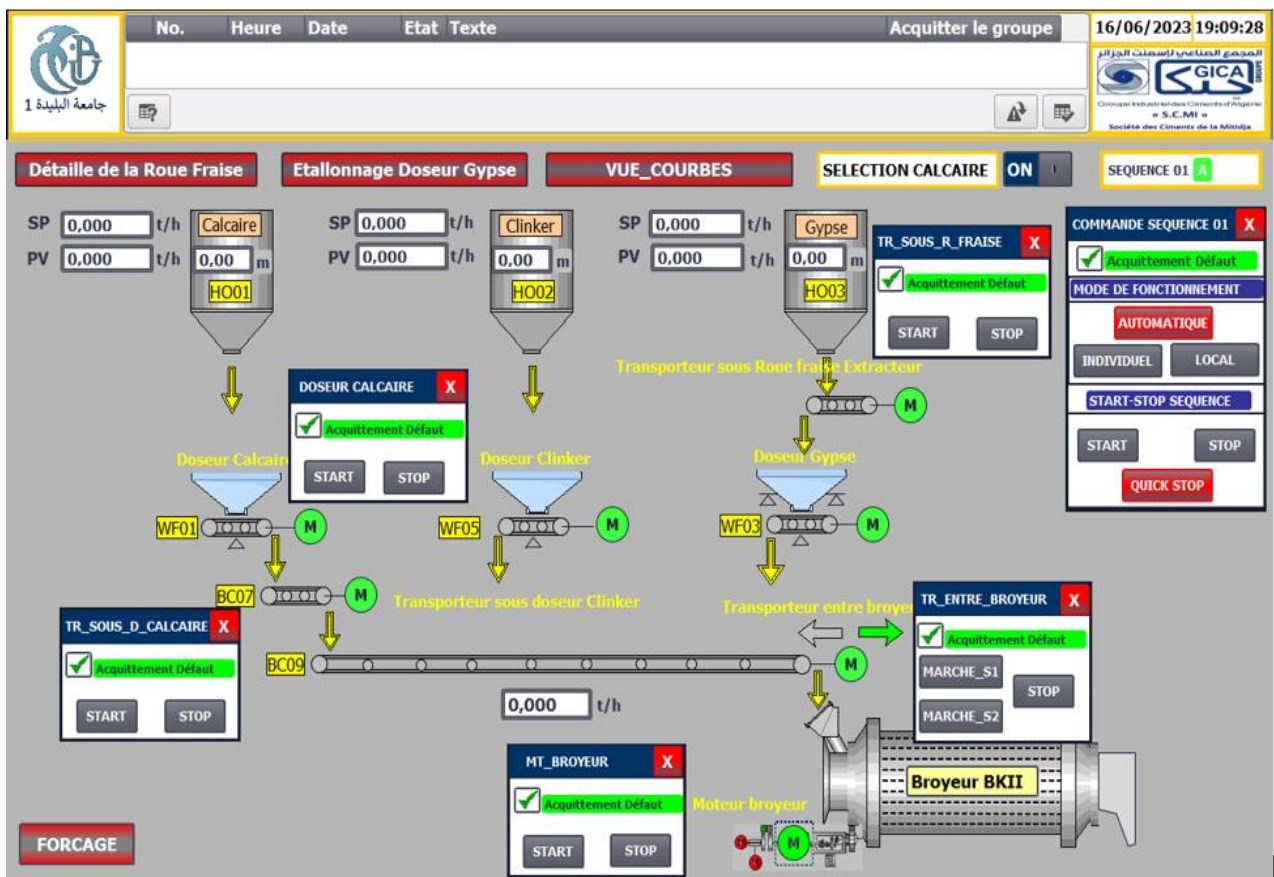 No. Heure Date Etat Texte Acquitter le groupe
16/06/2023 19:09:28
جامعة البليدة 1
المجمع الصناعي لإسمنت الجزائر
GICA
GROUPE
Groupe Industriel des Ciments d'Algérie
« S.C.MI »
Société des Ciments de la Mitidja
Détaille de la Roue Fraise
Etallonnage Doseur Gypse
VUE_COURBES
SELECTION CALCAIRE ON
SEQUENCE 01 A
SP 0,000 t/h
PV 0,000 t/h
Calcaire
0,00 m
HO01
SP 0,000 t/h
PV 0,000 t/h
Clinker
0,00 m
HO02
SP 0,000 t/h
PV 0,000 t/h
Gypse
0,00 m
HO03
TR_SOUS_R_FRAISE X
Acquittement Défaut
START STOP
COMMANDE SEQUENCE 01 X
Acquittement Défaut
MODE DE FONCTIONNEMENT
AUTOMATIQUE
INDIVIDUEL LOCAL
START-STOP SEQUENCE
START STOP
QUICK STOP
Transporteur sous Roue fraise Extracteur
M
DOSEUR CALCAIRE X
Acquittement Défaut
START STOP
Doseur Calcair
Doseur Clinker
Doseur Gypse
WF01 M
WF05 M
WF03 M
BC07 M
Transporteur sous doseur Clinker
Transporteur entre broyeu
TR_SOUS_D_CALCAIRE X
Acquittement Défaut
START STOP
BC09 M
0,000 t/h
TR_ENTRE_BROYEUR X
Acquittement Défaut
MARCHE_S1
STOP
MARCHE_S2
MT_BROYEUR X
Acquittement Défaut
START STOP
Moteur broyeur
M
Broyeur BKII
FORCAGE